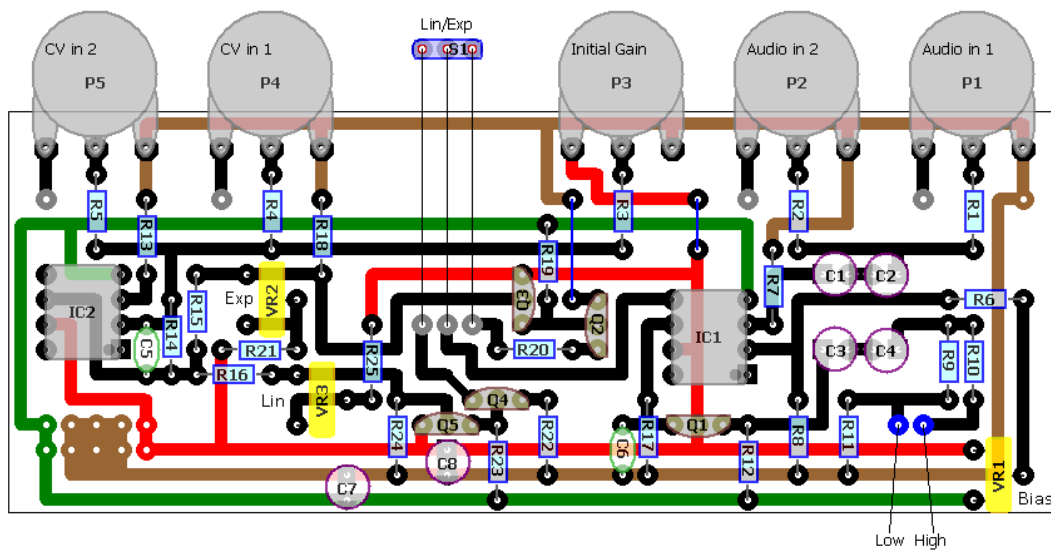 Lin/Exp
S1
CV in 2
P5
CV in 1
P4
Initial Gain
P3
Audio in 2
P2
Audio in 1
P1
R5
R13
R4
R18
R19
R3
R2
R1
R7
C1
C2
IC2
Exp
VR2
R15
R14
C5
Q3
Q2
IC1
R6
R21
R16
R20
C3
C4
R9
R10
Lin
VR3
R25
Q4
Q5
Q1
R24
R22
R17
C6
R8
R11
C8
R23
R12
VR1
C7
Bias
Low
High